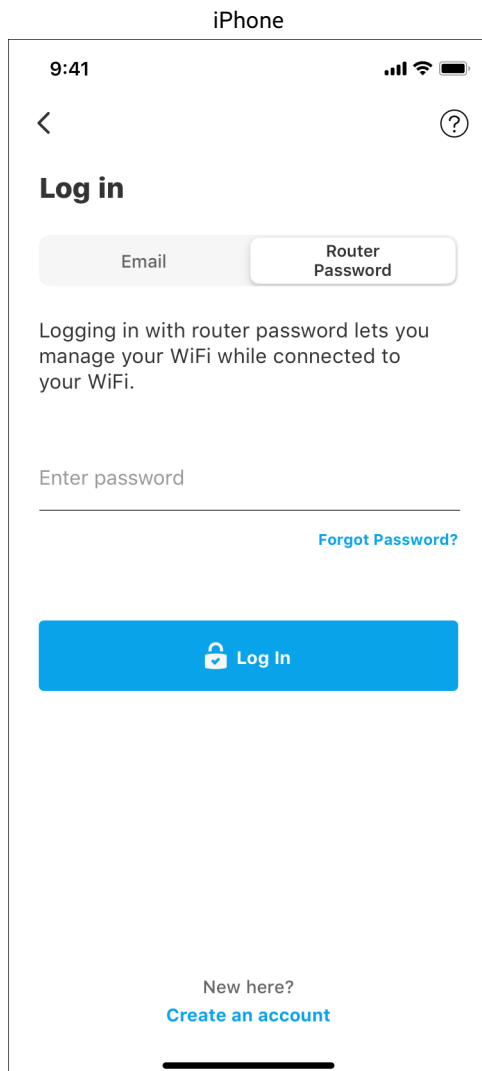 iPhone
9:41
Log in
Email
Router
Password
Logging in with router password lets you
manage your WiFi while connected to
your WiFi.
Enter password
Forgot Password?
Log In
New here?
Create an account